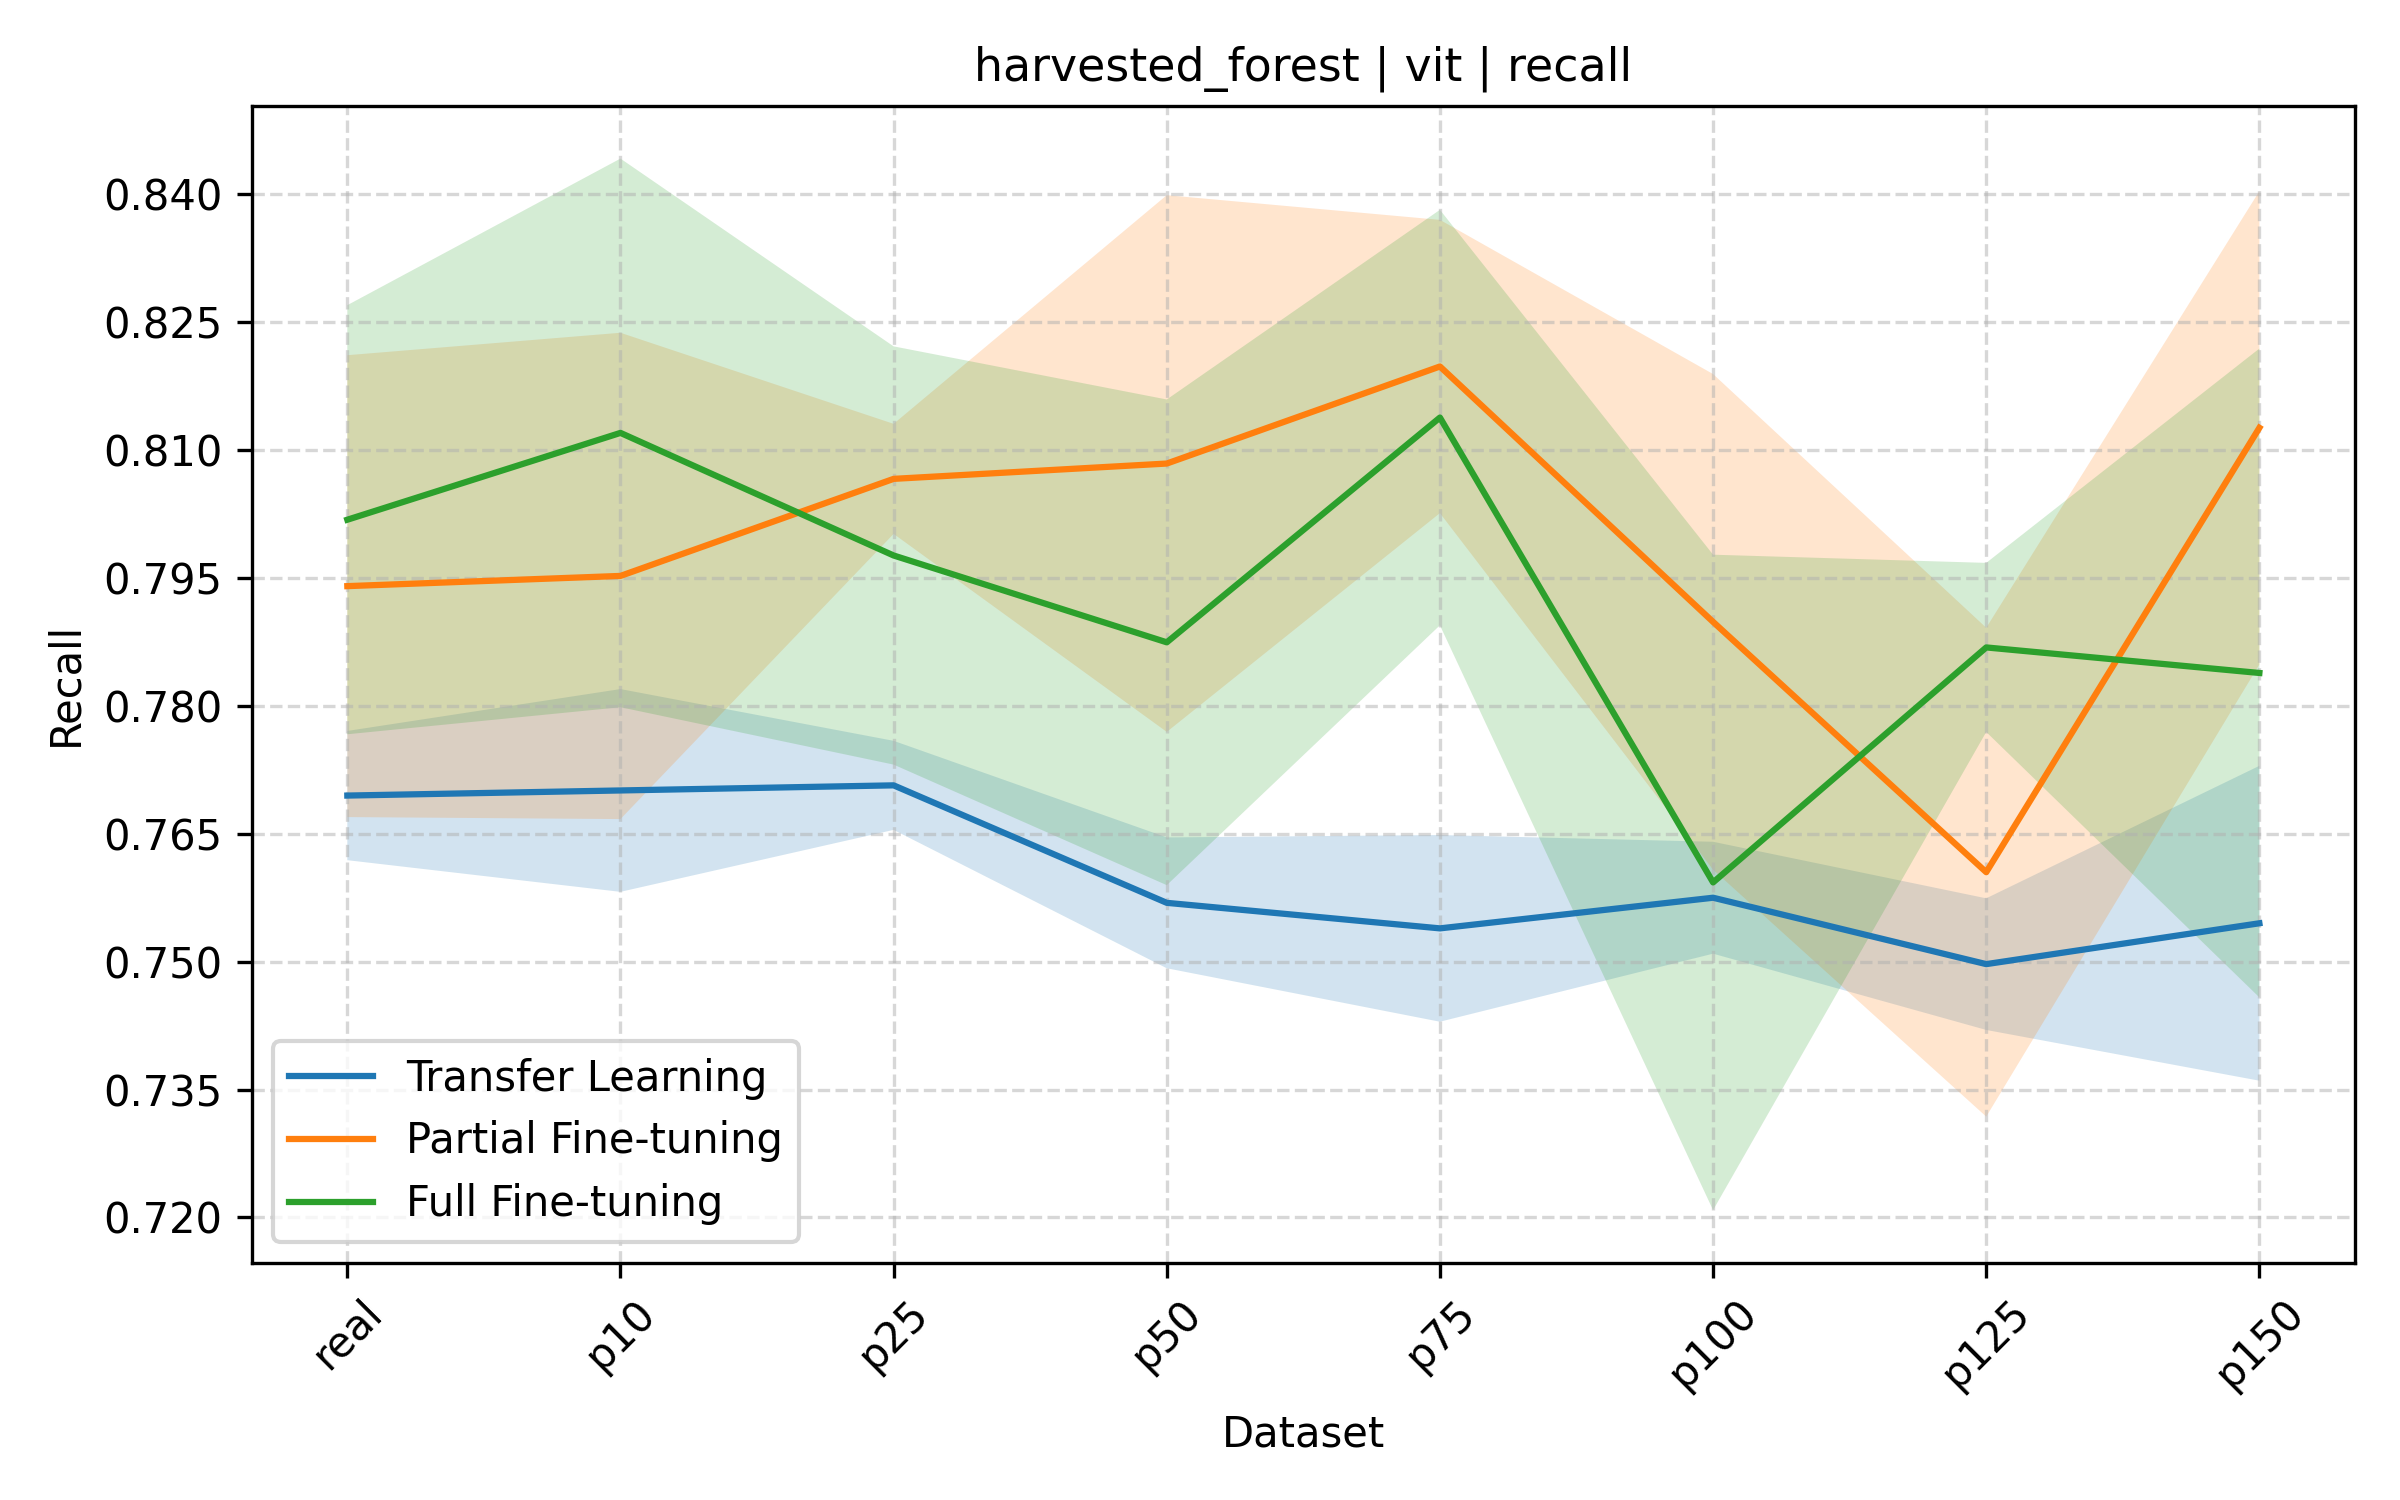 harvested_forest | vit | recall
Recall
0.840
0.825
0.810
0.795
0.780
0.765
0.750
0.735
0.720
Transfer Learning
Partial Fine-tuning
Full Fine-tuning
real
p10
p25
p50
p75
p100
p125
p150
Dataset